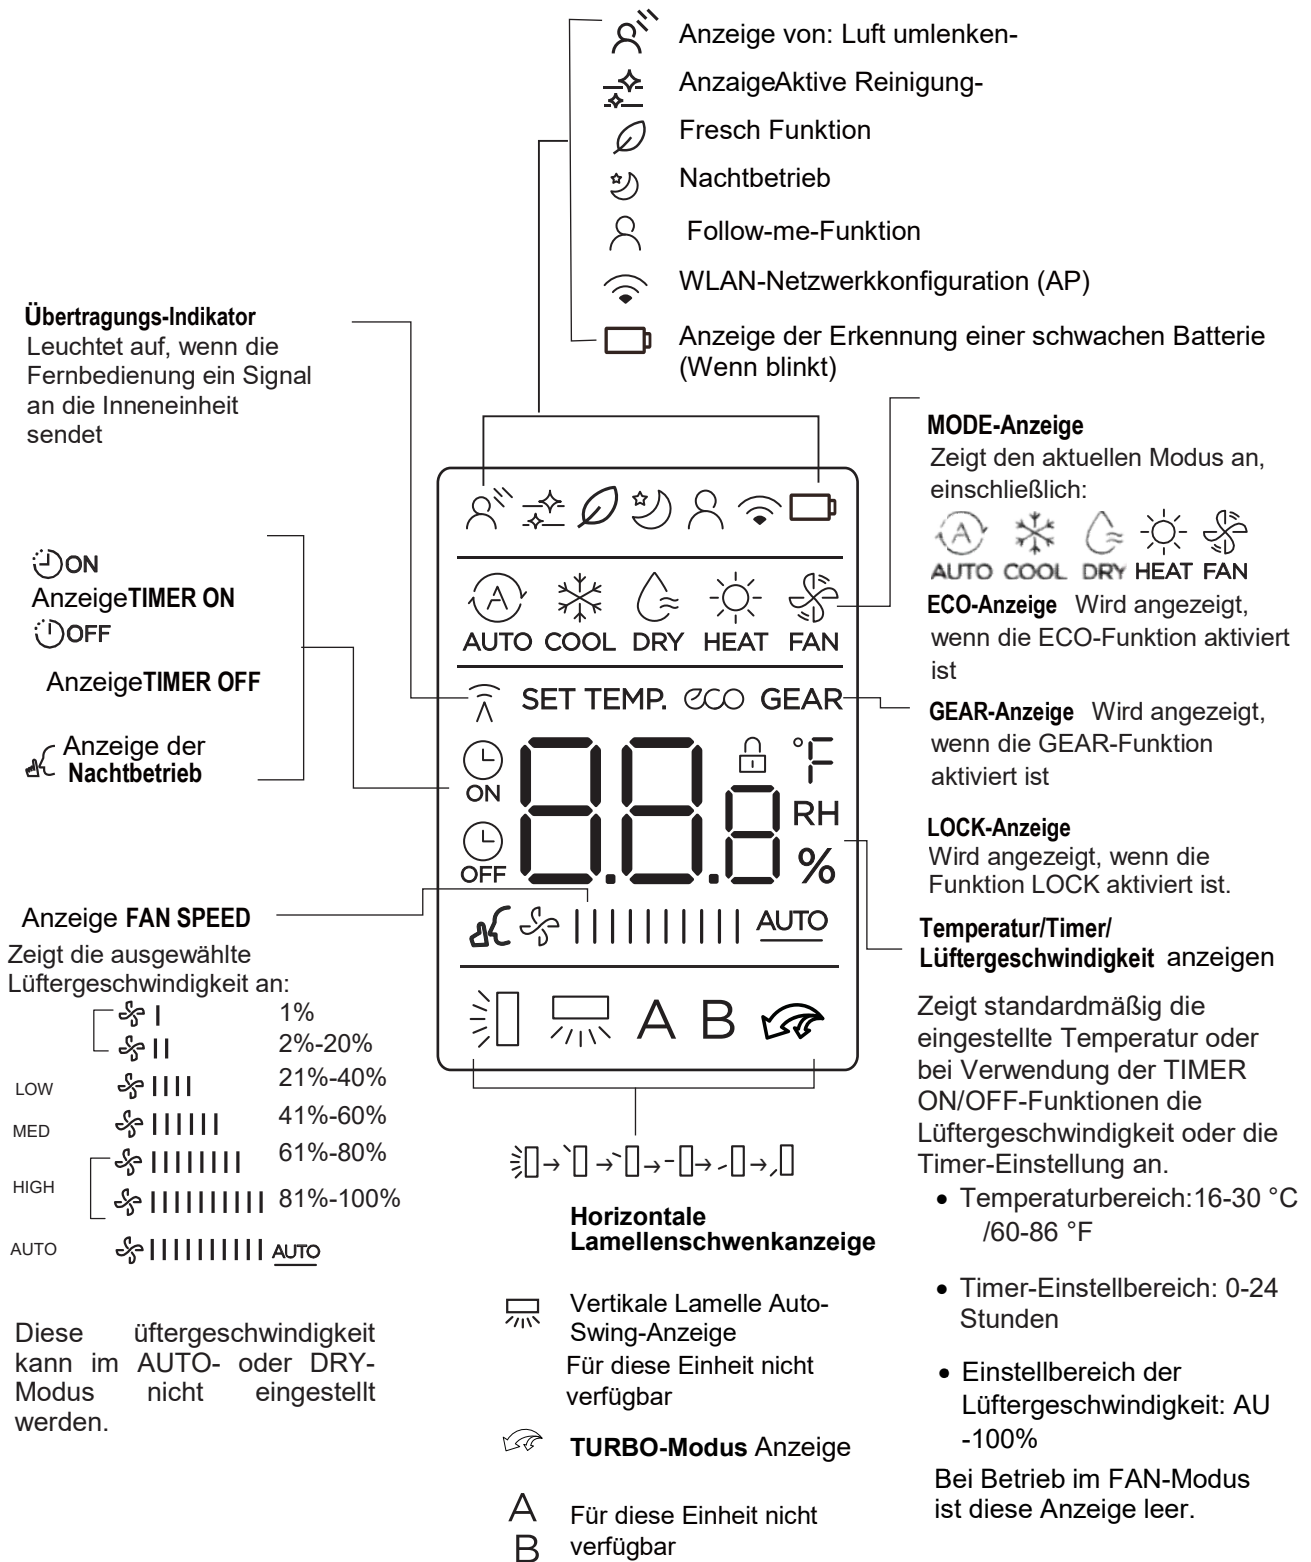 Anzeige von: Luft umlenken-
AnzaigeAktive Reinigung-
Fresch Funktion
Nachtbetrieb
Follow-me-Funktion
WLAN-Netzwerkkonfiguration (AP)
Anzeige der Erkennung einer schwachen Batterie
(Wenn blinkt)
Übertragungs-Indikator
Leuchtet auf, wenn die
Fernbedienung ein Signal
an die Inneneinheit
sendet
ON
AnzeigeTIMER ON
OFF
AnzeigeTIMER OFF
Anzeige der
Nachtbetrieb
Anzeige FAN SPEED
Zeigt die ausgewählte
Lüftergeschwindigkeit an:
1%
2%-20%
LOW 21%-40%
MED 41%-60%
61%-80%
HIGH
81%-100%
AUTO AUTO
Diese üftergeschwindigkeit
kann im AUTO- oder DRY-
Modus nicht eingestellt
werden.
A
AUTO COOL DRY HEAT FAN
SET TEMP. eco GEAR
ON
OFF
88.8
°F
RH
%
AUTO
A B
Horizontale
Lamellenschwenkanzeige
Vertikale Lamelle Auto-
Swing-Anzeige
Für diese Einheit nicht
verfügbar
TURBO-Modus Anzeige
A
B
Für diese Einheit nicht
verfügbar
MODE-Anzeige
Zeigt den aktuellen Modus an,
einschließlich:
A
AUTO COOL DRY HEAT FAN
ECO-Anzeige Wird angezeigt,
wenn die ECO-Funktion aktiviert
ist
GEAR-Anzeige Wird angezeigt,
wenn die GEAR-Funktion
aktiviert ist
LOCK-Anzeige
Wird angezeigt, wenn die
Funktion LOCK aktiviert ist.
Temperatur/Timer/
Lüftergeschwindigkeit anzeigen
Zeigt standardmäßig die
eingestellte Temperatur oder
bei Verwendung der TIMER
ON/OFF-Funktionen die
Lüftergeschwindigkeit oder die
Timer-Einstellung an.
• Temperaturbereich:16-30 °C
/60-86 °F
• Timer-Einstellbereich: 0-24
Stunden
• Einstellbereich der
Lüftergeschwindigkeit: AU
-100%
Bei Betrieb im FAN-Modus
ist diese Anzeige leer.